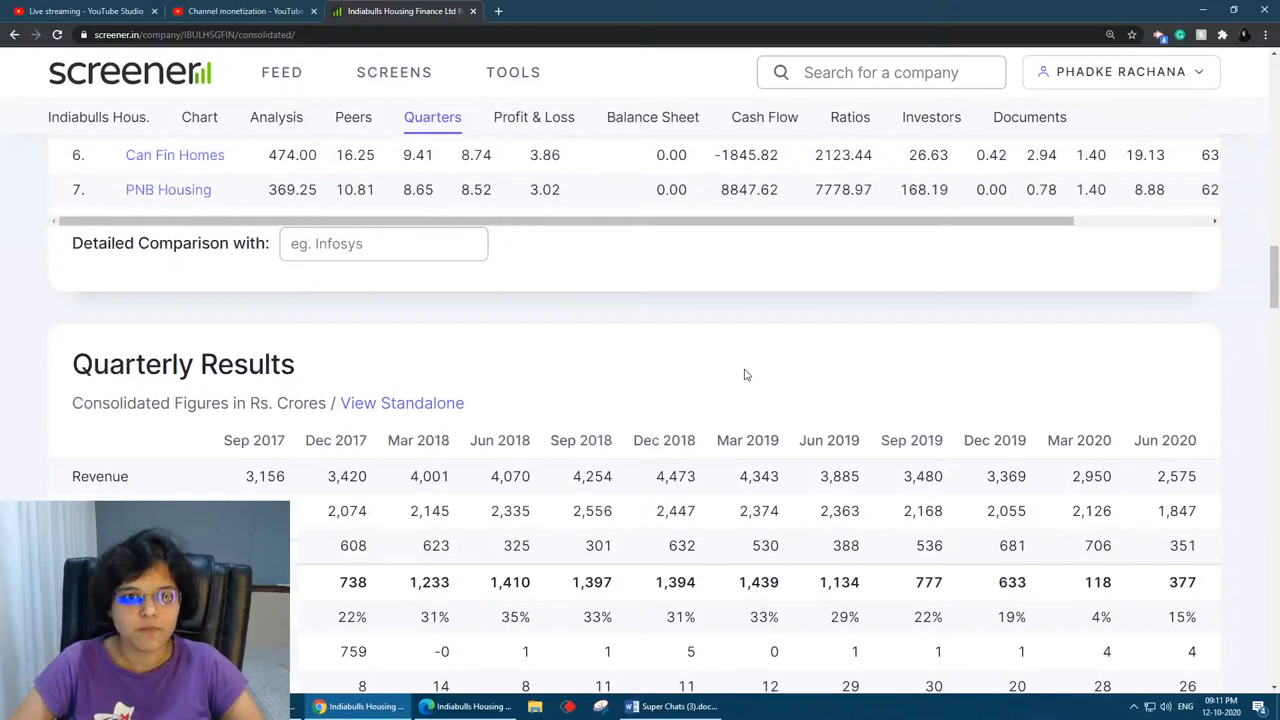 Live streaming - YouTube Studio
Channel monetization - YouTube
Indiabulls Housing Finance Ltd fi
screener.in/company/IBULHSGFIN/consolidated/
screener
FEED SCREENS TOOLS
Search for a company
PHADKE RACHANA
Indiabulls Hous. Chart Analysis Peers Quarters Profit & Loss Balance Sheet Cash Flow Ratios Investors Documents
6. Can Fin Homes 474.00 16.25 9.41 8.74 3.86 0.00 -1845.82 2123.44 26.63 0.42 2.94 1.40 19.13 63
7. PNB Housing 369.25 10.81 8.65 8.52 3.02 0.00 8847.62 7778.97 168.19 0.00 0.78 1.40 8.88 62
Detailed Comparison with: eg. Infosys
Quarterly Results
Consolidated Figures in Rs. Crores / View Standalone
Sep 2017 Dec 2017 Mar 2018 Jun 2018 Sep 2018 Dec 2018 Mar 2019 Jun 2019 Sep 2019 Dec 2019 Mar 2020 Jun 2020
Revenue 3,156 3,420 4,001 4,070 4,254 4,473 4,343 3,885 3,480 3,369 2,950 2,575
2,074 2,145 2,335 2,556 2,447 2,374 2,363 2,168 2,055 2,126 1,847
608 623 325 301 632 530 388 536 681 706 351
738 1,233 1,410 1,397 1,394 1,439 1,134 777 633 118 377
22% 31% 35% 33% 31% 33% 29% 22% 19% 4% 15%
759 -0 1 1 5 0 1 1 1 4 4
8 14 8 11 11 12 29 30 20 28 26
Indiabulls Housing ...
Indiabulls Housing ...
Super Chats (3).doc...
ENG
09:11 PM
12-10-2020